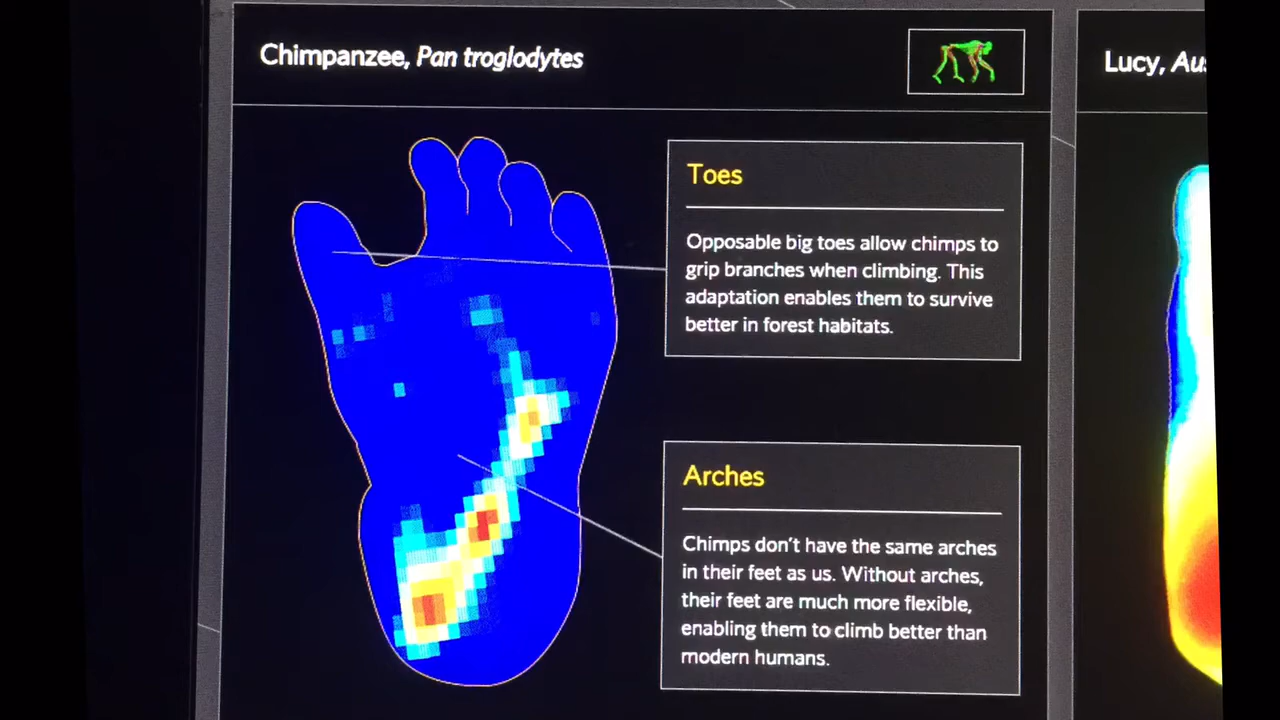 Chimpanzee, Pan troglodytes
Lucy, Aus
Toes
Opposable big toes allow chimps to
grip branches when climbing. This
adaptation enables them to survive
better in forest habitats.
Arches
Chimps don't have the same arches
in their feet as us. Without arches,
their feet are much more flexible,
enabling them to climb better than
modern humans.